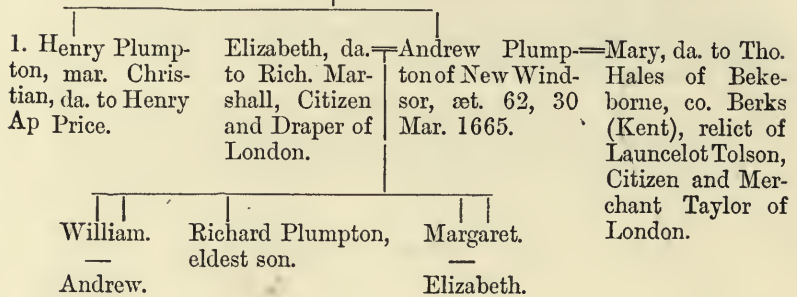 1. Henry Plump-
ton, mar. Chris-
tian, da. to Henry
Ap Price.
Elizabeth, da.
to Rich. Mar-
shall, Citizen
and Draper of
London.
Andrew Plump-
ton of New Wind-
sor, æt. 62, 30
Mar. 1665.
Mary, da. to Tho.
Hales of Beke-
borne, co. Berks
(Kent), relict of
Launcelot Tolson,
Citizen and Mer-
chant Taylor of
London.
William.
—
Andrew.
Richard Plumpton,
eldest son.
Margaret.
—
Elizabeth.